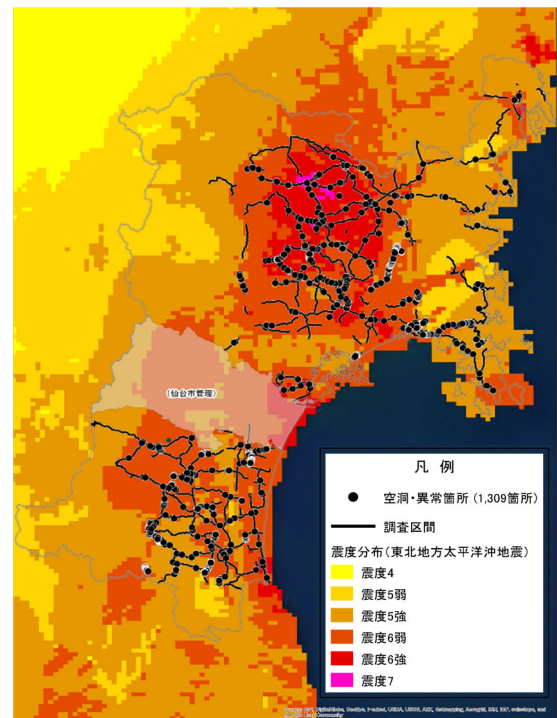 (仙台市管理)
凡 例
空洞・異常箇所 (1,309箇所)
調査区間
震度分布(東北地方太平洋沖地震)
震度4
震度5弱
震度5強
震度6弱
震度6強
震度7